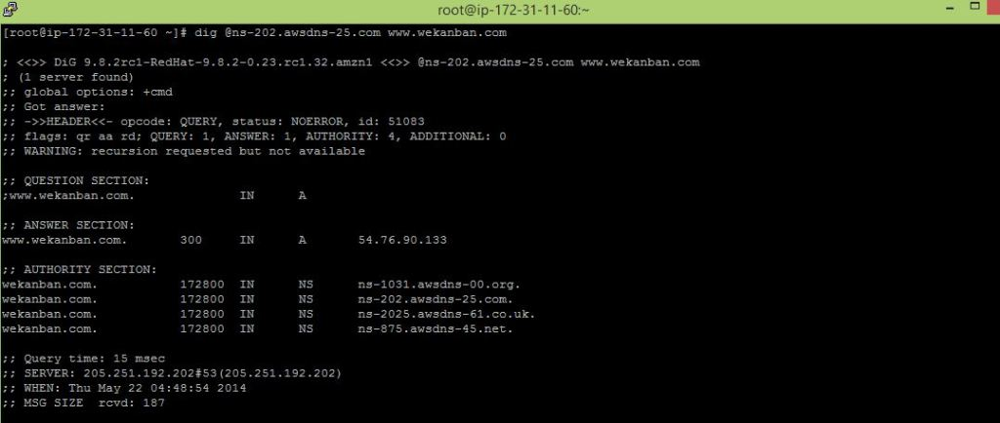 root@ip-172-31-11-60:~
[root@ip-172-31-11-60 ~]# dig @ns-202.awsdns-25.com www.wekanban.com
; <<>> DiG 9.8.2rc1-RedHat-9.8.2-0.23.rc1.32.amzn1 <<>> @ns-202.awsdns-25.com www.wekanban.com
; (1 server found)
;; global options: +cmd
;; Got answer:
;; ->>HEADER<<- opcode: QUERY, status: NOERROR, id: 51083
;; flags: qr aa rd; QUERY: 1, ANSWER: 1, AUTHORITY: 4, ADDITIONAL: 0
;; WARNING: recursion requested but not available
;; QUESTION SECTION:
;www.wekanban.com. IN A
;; ANSWER SECTION:
www.wekanban.com. 300 IN A 54.76.90.133
;; AUTHORITY SECTION:
wekanban.com. 172800 IN NS ns-1031.awsdns-00.org.
wekanban.com. 172800 IN NS ns-202.awsdns-25.com.
wekanban.com. 172800 IN NS ns-2025.awsdns-61.co.uk.
wekanban.com. 172800 IN NS ns-875.awsdns-45.net.
;; Query time: 15 msec
;; SERVER: 205.251.192.202#53(205.251.192.202)
;; WHEN: Thu May 22 04:48:54 2014
;; MSG SIZE rcvd: 187